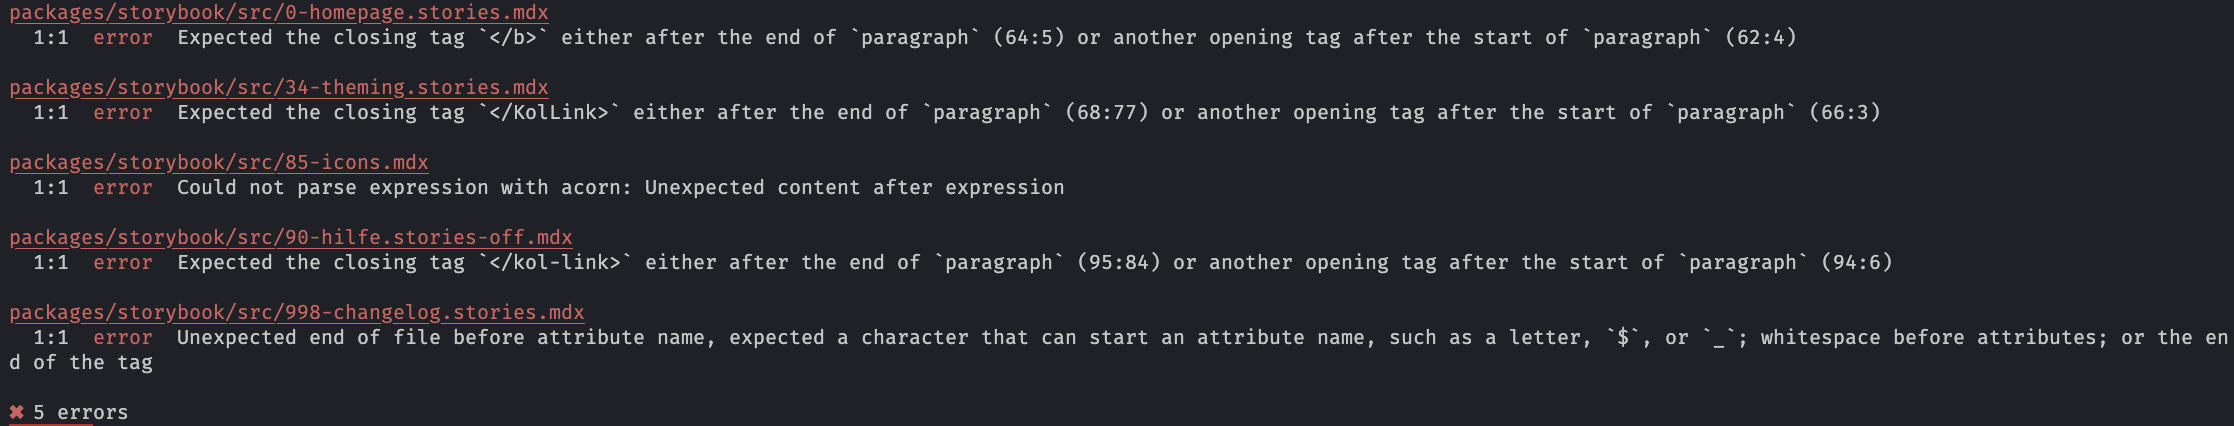 packages/storybook/src/0-homepage.stories.mdx
  1:1  error  Expected the closing tag `</b>` either after the end of `paragraph` (64:5) or another opening tag after the start of `paragraph` (62:4)

packages/storybook/src/34-theming.stories.mdx
  1:1  error  Expected the closing tag `</KolLink>` either after the end of `paragraph` (68:77) or another opening tag after the start of `paragraph` (66:3)

packages/storybook/src/85-icons.mdx
  1:1  error  Could not parse expression with acorn: Unexpected content after expression

packages/storybook/src/90-hilfe.stories-off.mdx
  1:1  error  Expected the closing tag `</kol-link>` either after the end of `paragraph` (95:84) or another opening tag after the start of `paragraph` (94:6)

packages/storybook/src/998-changelog.stories.mdx
  1:1  error  Unexpected end of file before attribute name, expected a character that can start an attribute name, such as a letter, `$`, or `_`; whitespace before attributes; or the en
d of the tag

✖ 5 errors